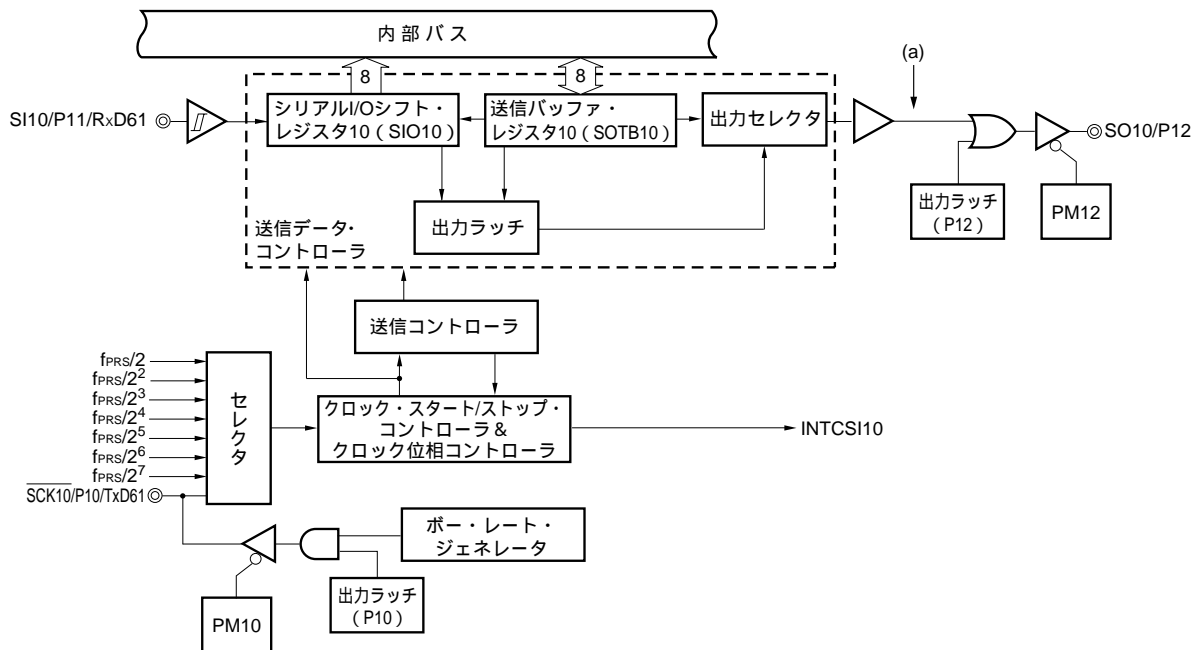 内部バス
(a)
8
8
SI10/P11/RxD61
シリアルI/Oシフト・
レジスタ10（SIO10）
送信バッファ・
レジスタ10（SOTB10）
出力セレクタ
SO10/P12
出力ラッチ
（P12）
PM12
出力ラッチ
送信データ・
コントローラ
送信コントローラ
fPRS/2
fPRS/2²
fPRS/2³
fPRS/2⁴
fPRS/2⁵
fPRS/2⁶
fPRS/2⁷
SCK10/P10/TxD61
セレクタ
クロック・スタート/ストップ・
コントローラ＆
クロック位相コントローラ
INTCSI10
ボー・レート・
ジェネレータ
出力ラッチ
（P10）
PM10